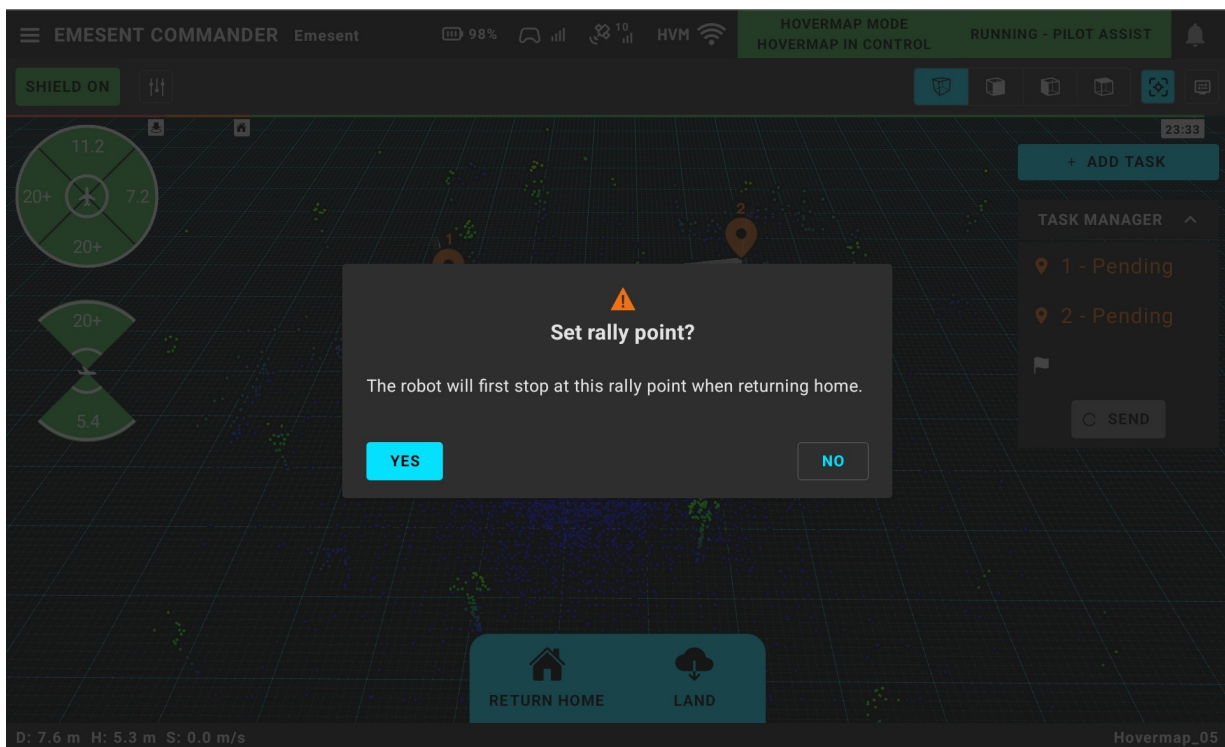 EMESENT COMMANDER Emesent 98% 10 HVM HOVERMAP MODE
HOVERMAP IN CONTROL RUNNING - PILOT ASSIST
SHIELD ON
23:33
11.2
20+ 7.2
20+
20+
5.4
1
2
+ ADD TASK
TASK MANAGER
1 - Pending
2 - Pending
SEND
Set rally point?
The robot will first stop at this rally point when returning home.
YES NO
RETURN HOME LAND
D: 7.6 m H: 5.3 m S: 0.0 m/s Hovermap_05